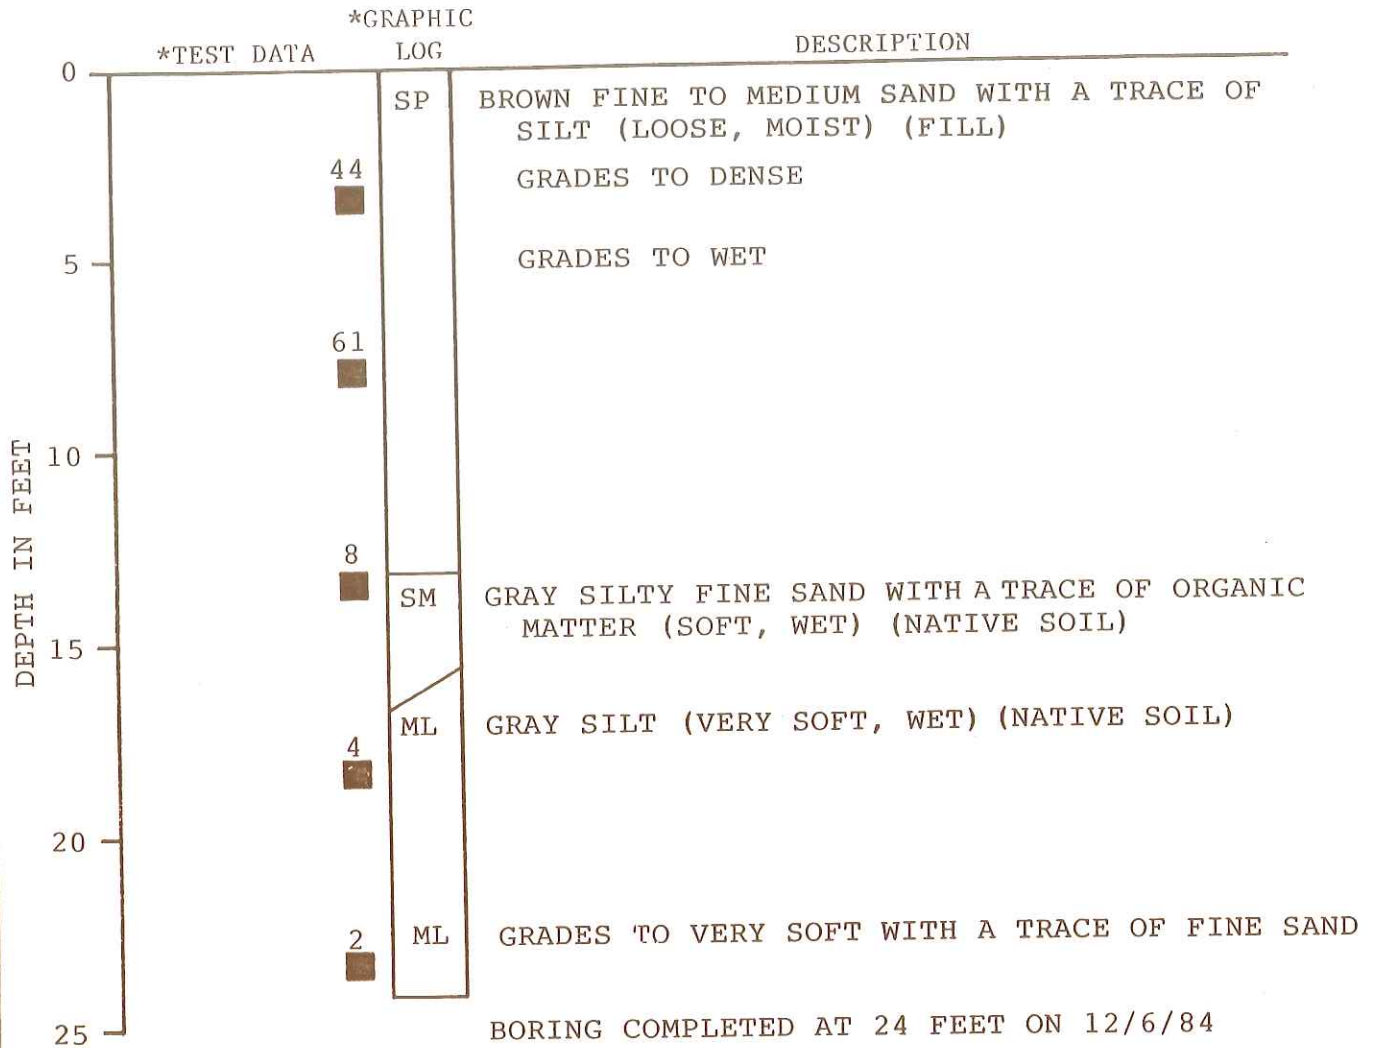 *GRAPHIC
*TEST DATA LOG DESCRIPTION
0
SP BROWN FINE TO MEDIUM SAND WITH A TRACE OF
SILT (LOOSE, MOIST) (FILL)
44 GRADES TO DENSE
5 GRADES TO WET
61
DEPTH IN FEET
10
8
SM GRAY SILTY FINE SAND WITH A TRACE OF ORGANIC
MATTER (SOFT, WET) (NATIVE SOIL)
15
ML GRAY SILT (VERY SOFT, WET) (NATIVE SOIL)
4
20
2 ML GRADES TO VERY SOFT WITH A TRACE OF FINE SAND
25 BORING COMPLETED AT 24 FEET ON 12/6/84